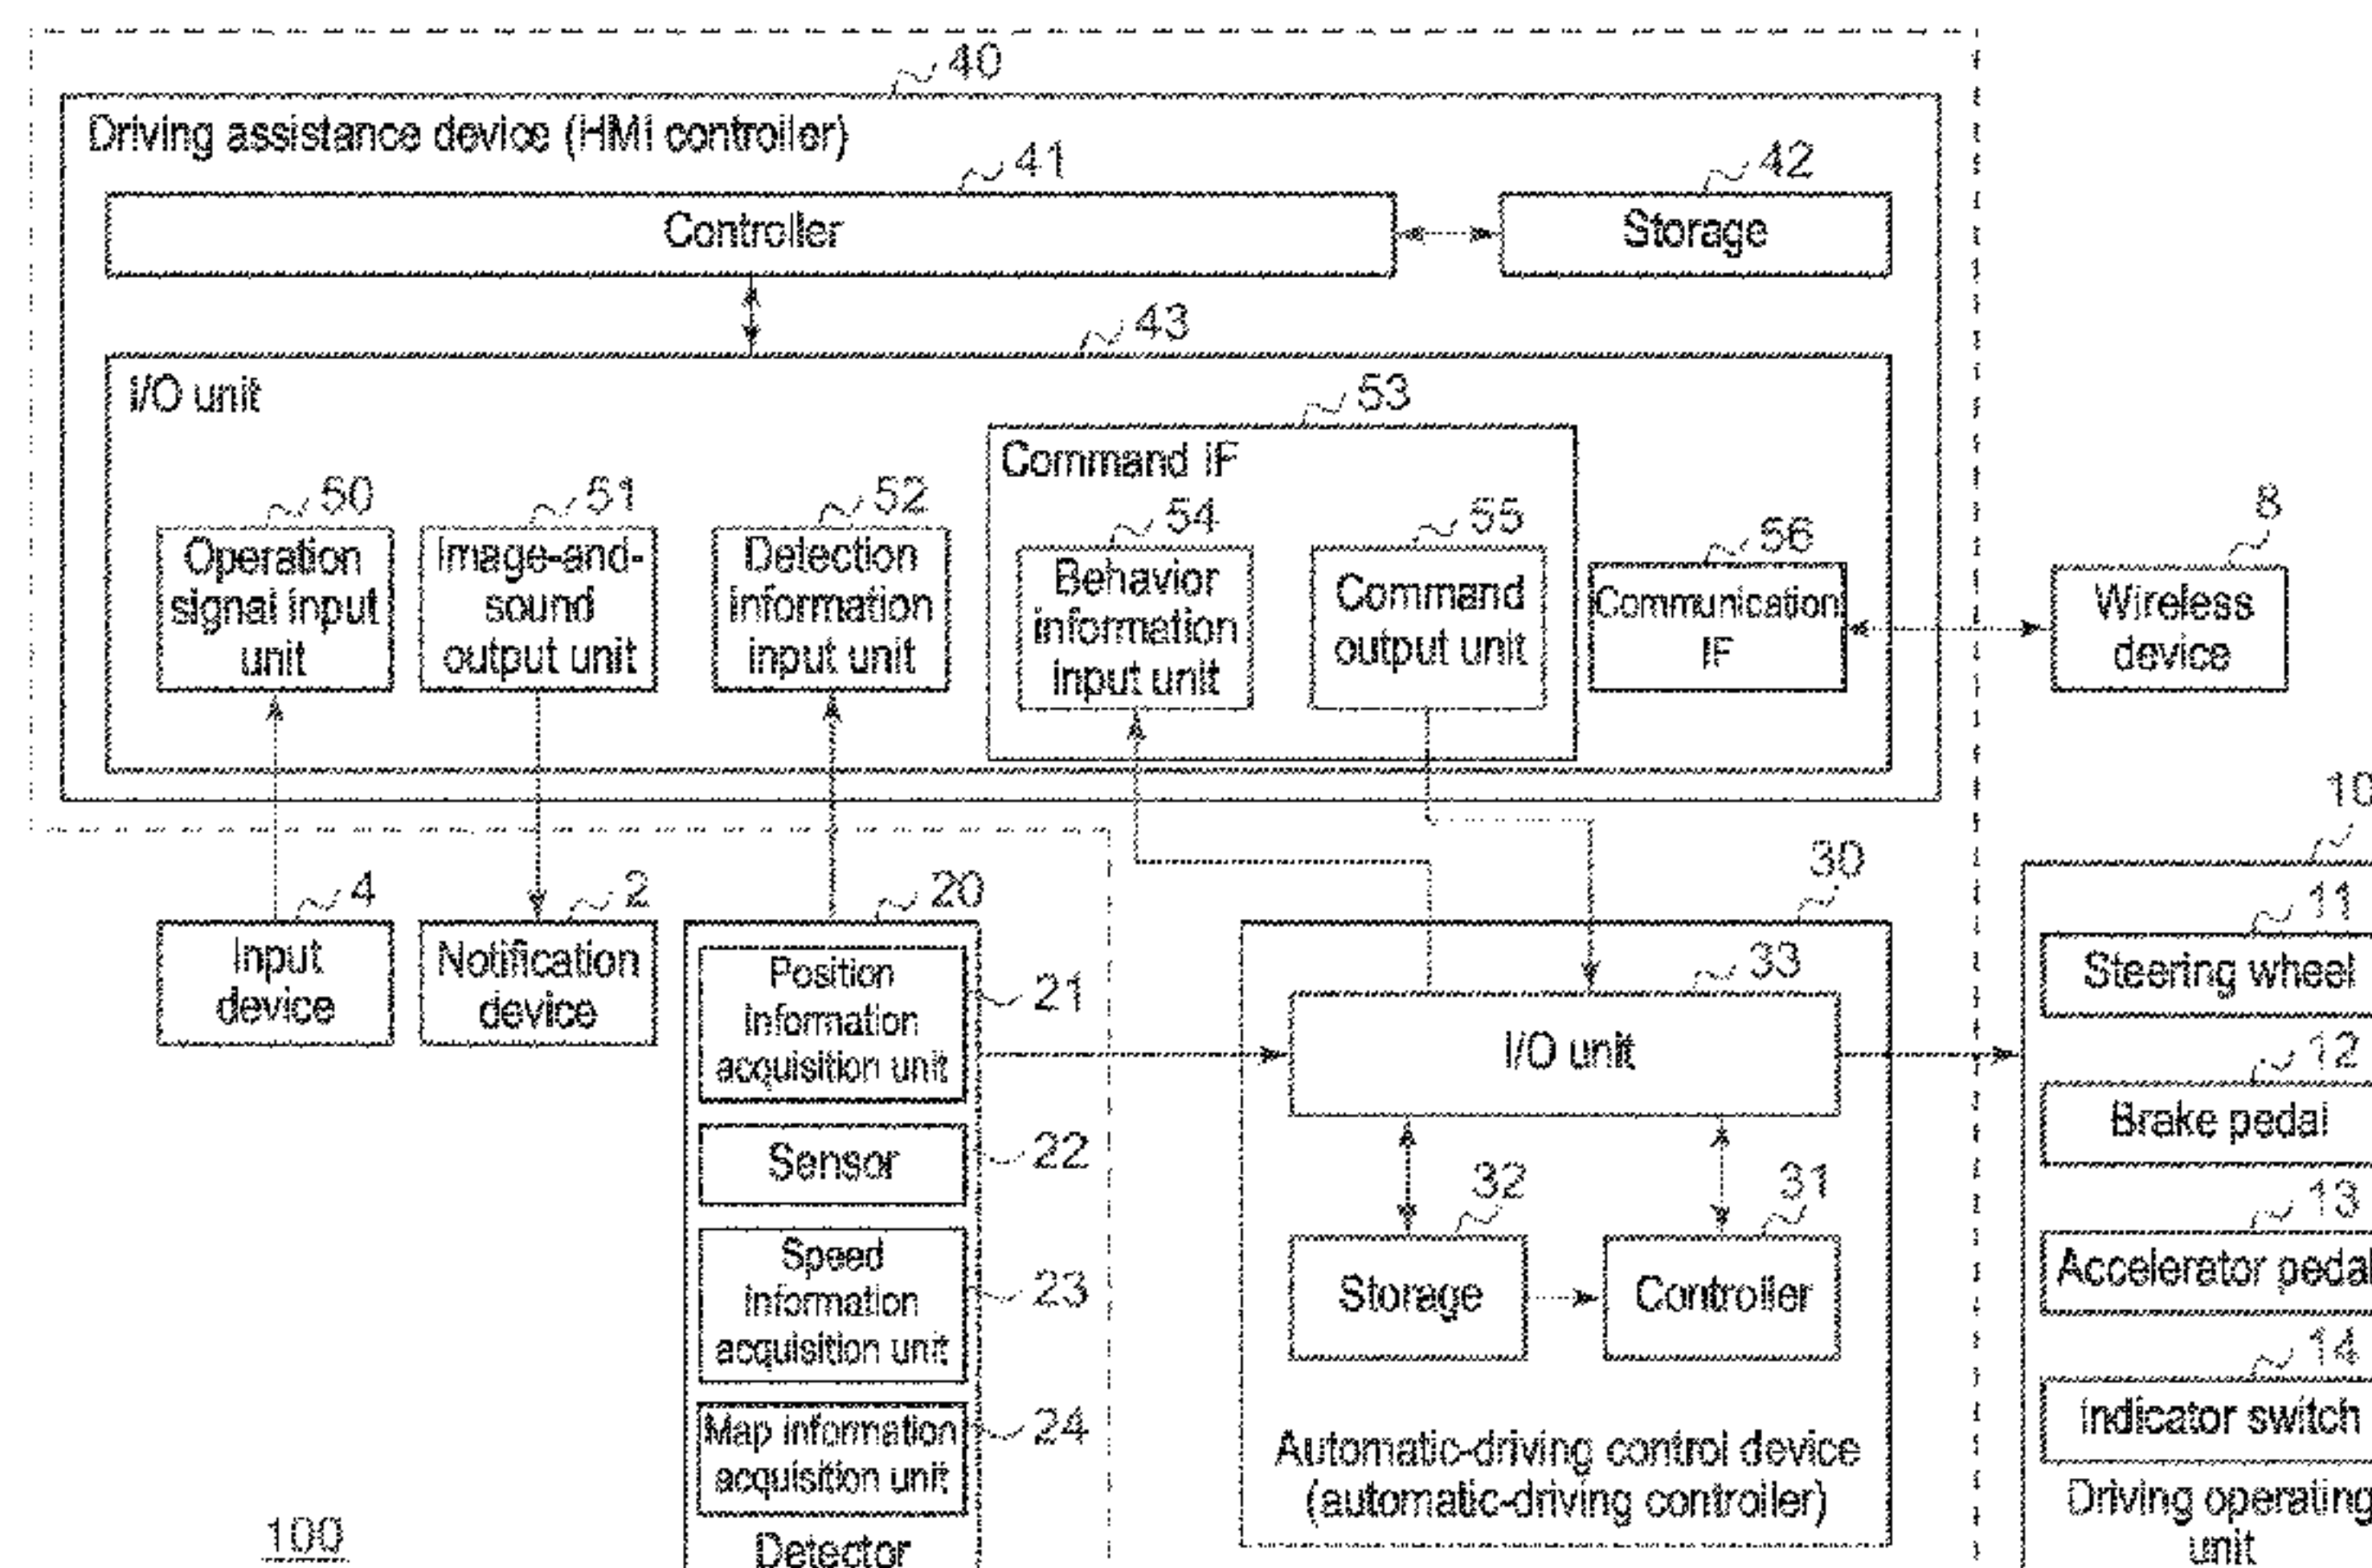 40
Driving assistance device (HMI controller)
41
42
Controller
Storage
43
I/O unit
53
Command IF
50
51
52
54
55
56
8
Operation
signal input
unit
Image-and-
sound
output unit
Detection
information
input unit
Behavior
information
input unit
Command
output unit
Communication
IF
Wireless
device
10
4
2
20
30
Input
device
Notification
device
Position
information
acquisition unit
21
Sensor
22
Speed
information
acquisition unit
23
Map information
acquisition unit
24
Detector
33
I/O unit
32
31
Storage
Controller
Automatic-driving control device
(automatic-driving controller)
11
Steering wheel
12
Brake pedal
13
Accelerator pedal
14
Indicator switch
Driving operating
unit
100